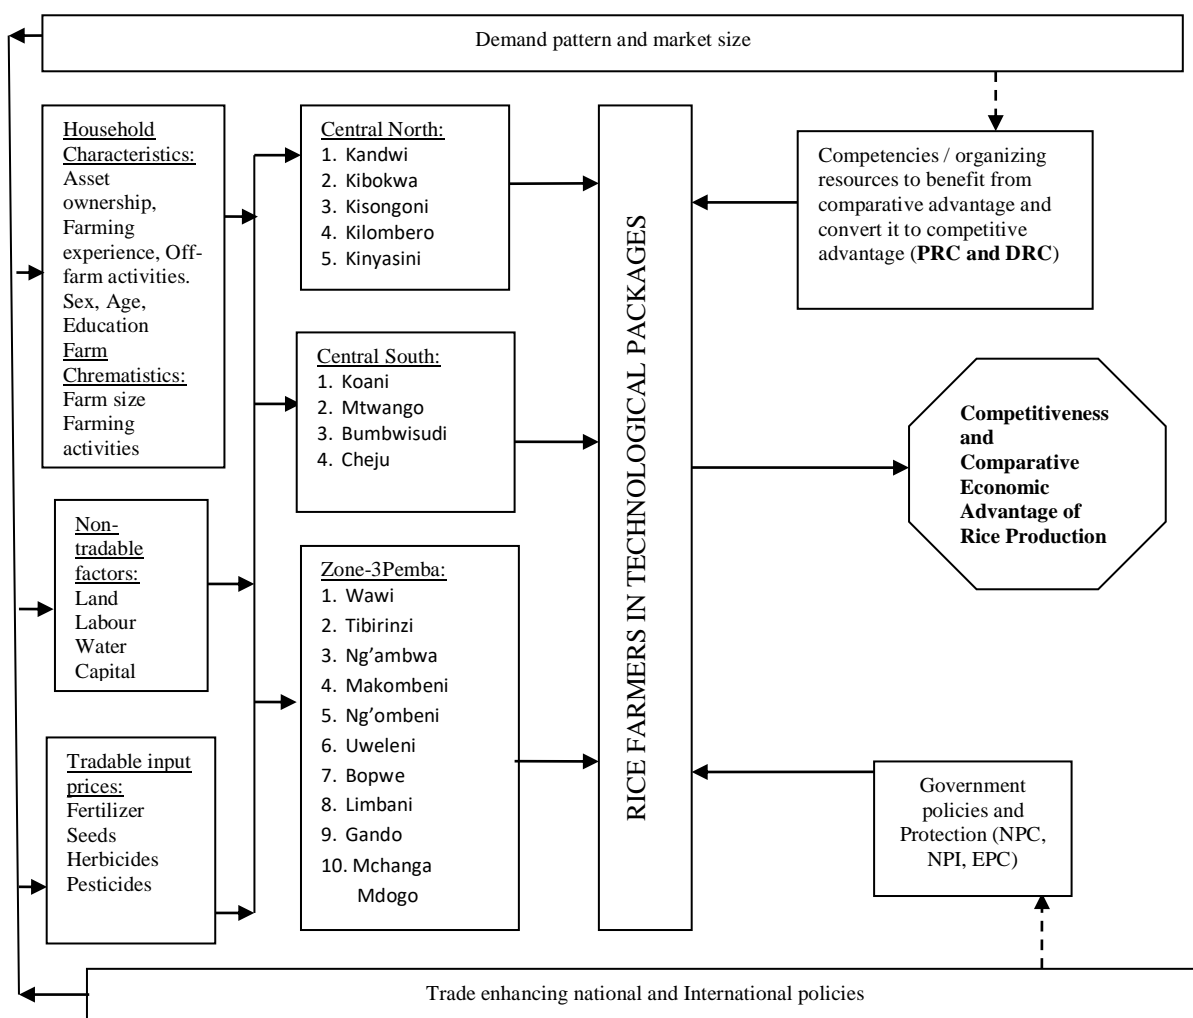 Demand pattern and market size
Household
Characteristics:
Asset
ownership,
Farming
experience, Off-
farm activities.
Sex, Age,
Education
Farm
Chrematistics:
Farm size
Farming
activities
Non-
tradable
factors:
Land
Labour
Water
Capital
Tradable input
prices:
Fertilizer
Seeds
Herbicides
Pesticides
Central North:
1. Kandwi
2. Kibokwa
3. Kisongoni
4. Kilombero
5. Kinyasini
Central South:
1. Koani
2. Mtwango
3. Bumbwisudi
4. Cheju
Zone-3Pemba:
1. Wawi
2. Tibirinzi
3. Ng’ambwa
4. Makombeni
5. Ng’ombeni
6. Uweleni
7. Bopwe
8. Limbani
9. Gando
10. Mchanga
Mdogo
RICE FARMERS IN TECHNOLOGICAL PACKAGES
Competencies / organizing
resources to benefit from
comparative advantage and
convert it to competitive
advantage (PRC and DRC)
Competitiveness
and
Comparative
Economic
Advantage of
Rice Production
Government
policies and
Protection (NPC,
NPI, EPC)
Trade enhancing national and International policies